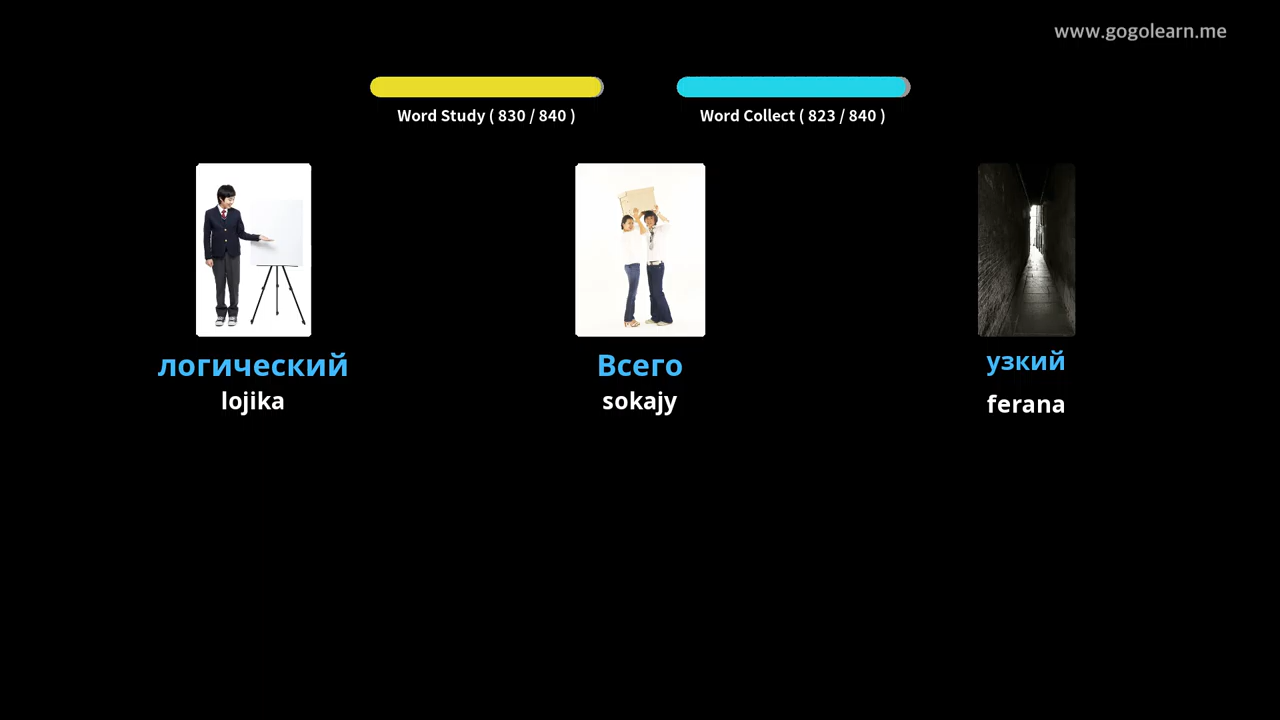 www.gogolearn.me
Word Study ( 830 / 840 )
Word Collect ( 823 / 840 )
логический
lojika
Всего
sokajy
узкий
ferana